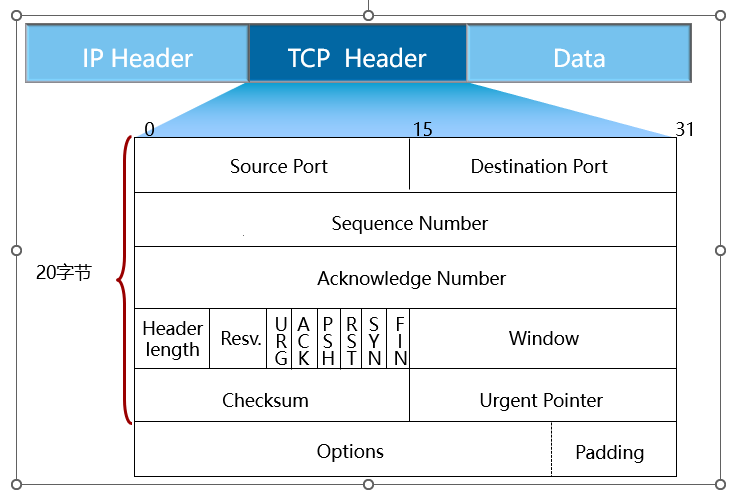 IP Header TCP Header Data
0 15 31
Source Port Destination Port
Sequence Number
20字节
Acknowledge Number
Header length Resv. URG ACK PSH RST SYN FIN Window
Checksum Urgent Pointer
Options Padding